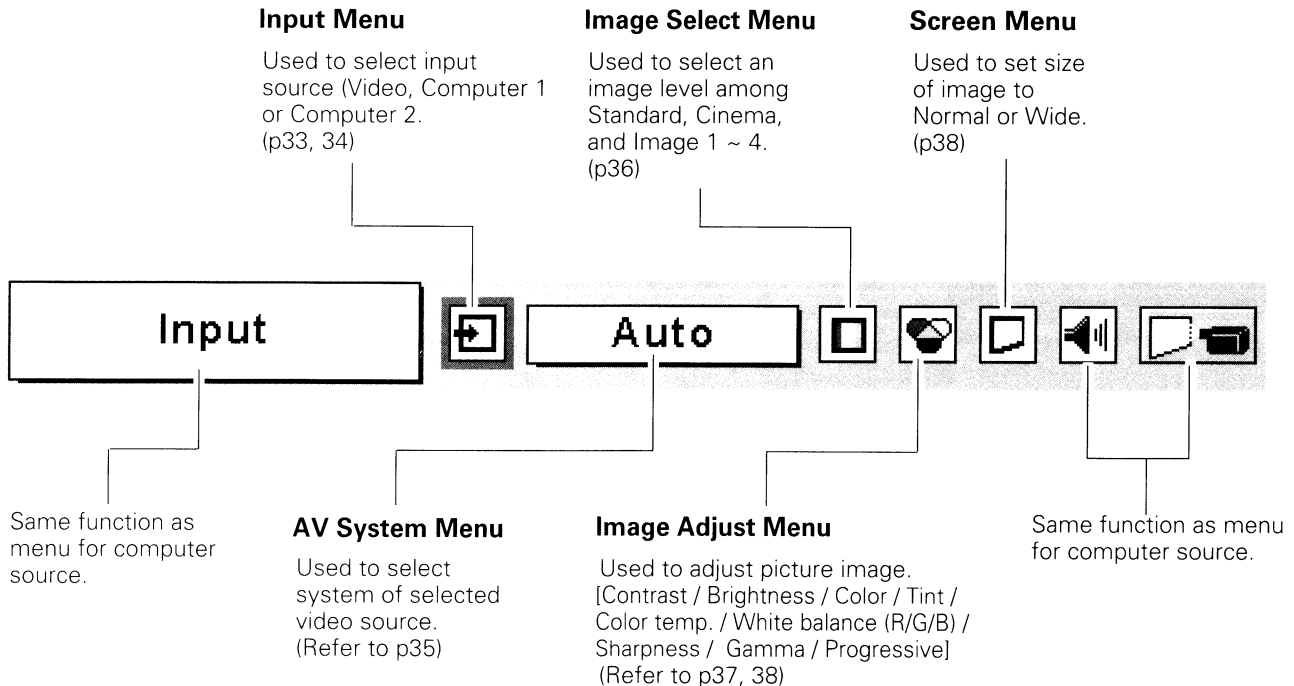 Input Menu
Used to select input
source (Video, Computer 1
or Computer 2.
(p33, 34)
Image Select Menu
Used to select an
image level among
Standard, Cinema,
and Image 1 ~ 4.
(p36)
Screen Menu
Used to set size
of image to
Normal or Wide.
(p38)
Input
Auto
Same function as
menu for computer
source.
AV System Menu
Used to select
system of selected
video source.
(Refer to p35)
Image Adjust Menu
Used to adjust picture image.
[Contrast / Brightness / Color / Tint /
Color temp. / White balance (R/G/B) /
Sharpness / Gamma / Progressive]
(Refer to p37, 38)
Same function as menu
for computer source.